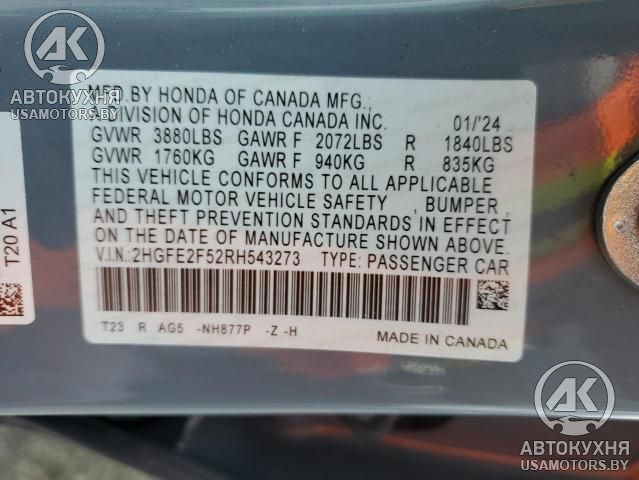 AK
АВТОКУХНЯ
USAMOTORS.BY
MFD. BY HONDA OF CANADA MFG.,
A DIVISION OF HONDA CANADA INC. 01/'24
GVWR 3880LBS GAWR F 2072LBS R 1840LBS
GVWR 1760KG GAWR F 940KG R 835KG
THIS VEHICLE CONFORMS TO ALL APPLICABLE
FEDERAL MOTOR VEHICLE SAFETY , BUMPER ,
AND THEFT PREVENTION STANDARDS IN EFFECT
ON THE DATE OF MANUFACTURE SHOWN ABOVE.
V.I.N.:2HGFE2F52RH543273 TYPE: PASSENGER CAR
T23 R AG5 -NH877P -Z -H
MADE IN CANADA
T20 A1
AK
АВТОКУХНЯ
USAMOTORS.BY